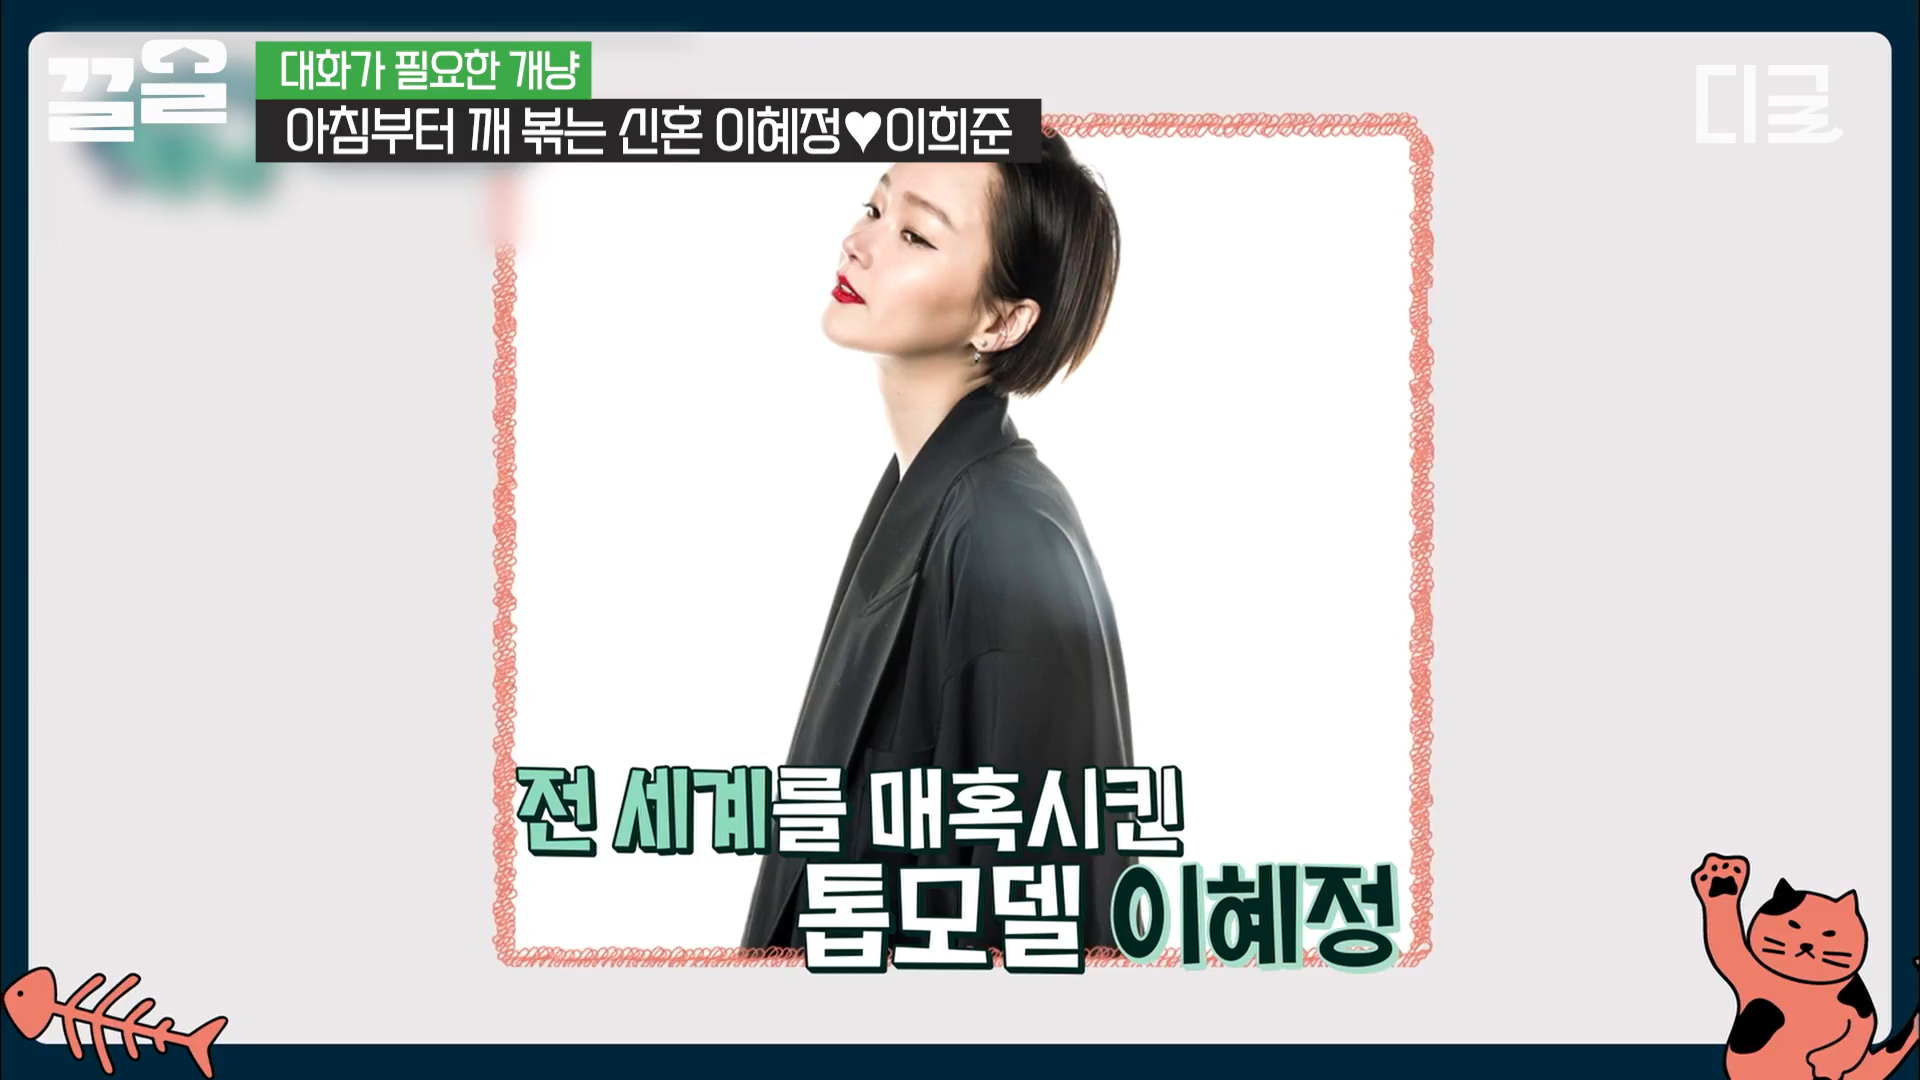 끌올
대화가 필요한 개냥
아침부터 깨 볶는 신혼 이혜정♥이희준
디글
전 세계를 매혹시킨
톱모델 이혜정